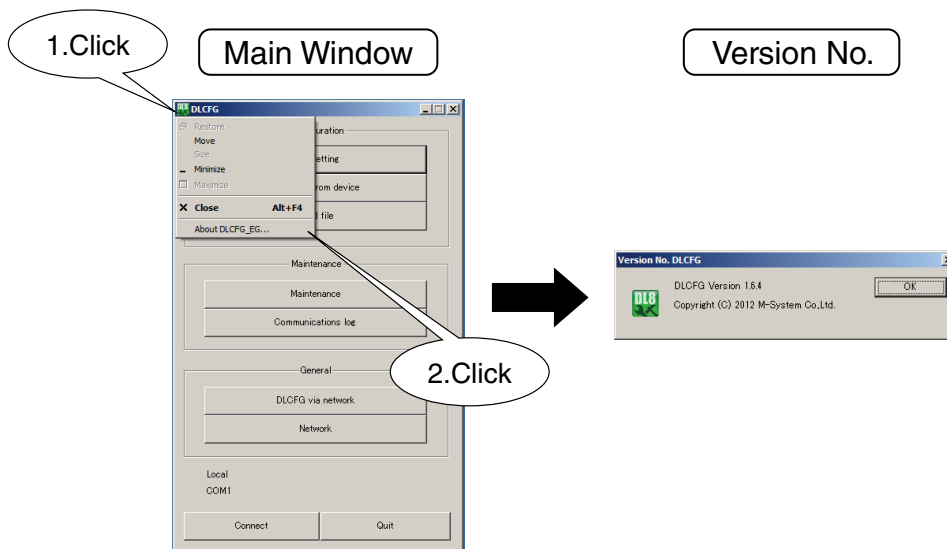 1.Click
Main Window
Version No.
DLCFG
Restore
Move
Size
Minimize
Maximize
Close Alt+F4
About DLCFG_EG...
uration
etting
rom device
file
Maintenance
Maintenance
Communications log
2.Click
General
DLCFG via network
Network
Local
COM1
Connect
Quit
Version No. DLCFG
DL8
DLCFG Version 1.6.4
OK
Copyright (C) 2012 M-System Co,.Ltd.